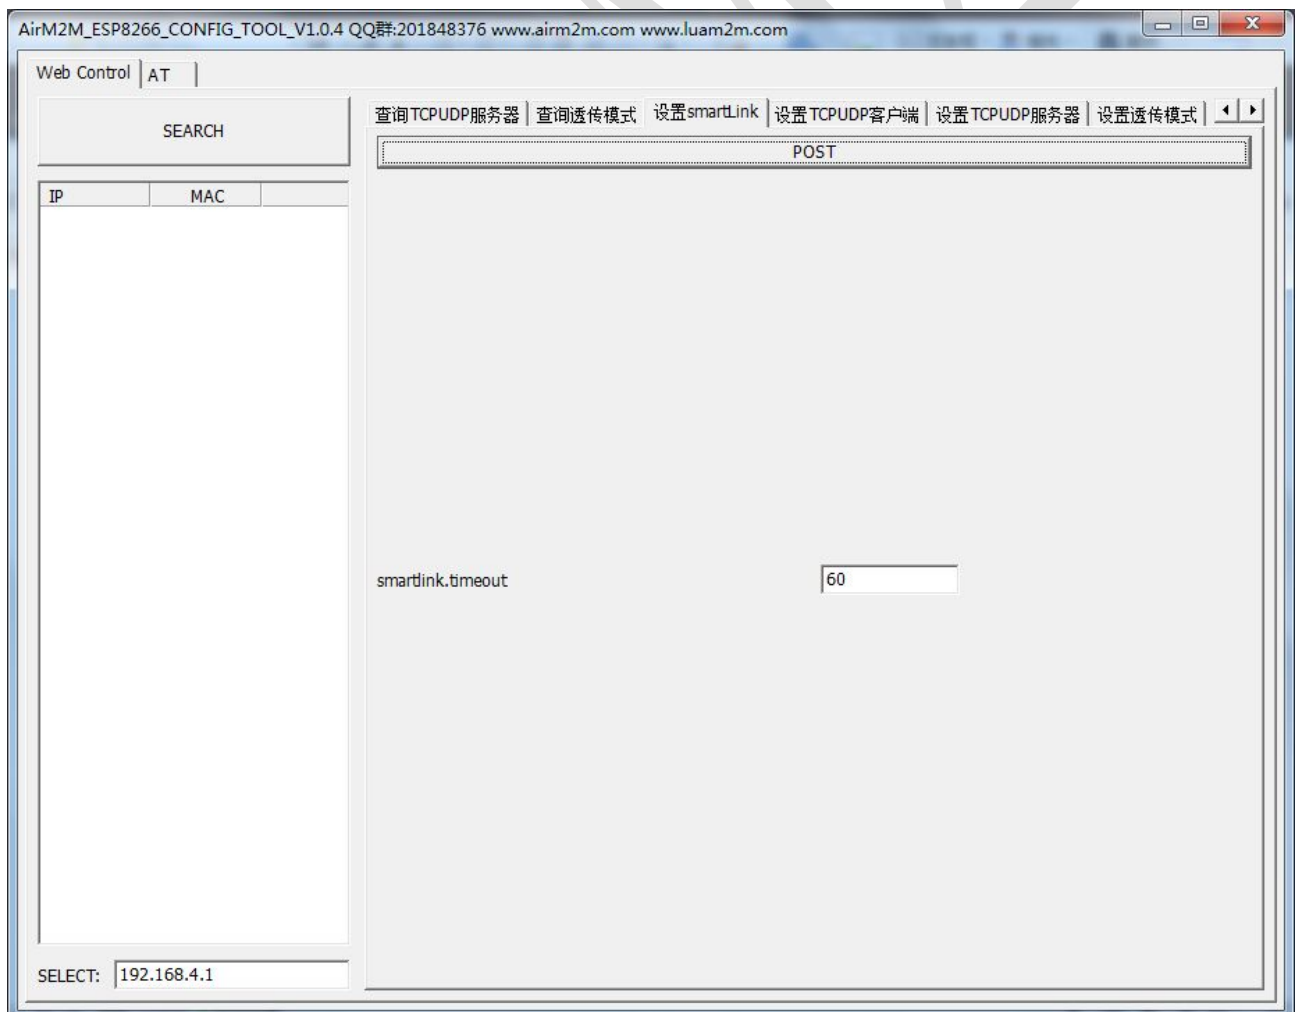 AirM2M_ESP8266_CONFIG_TOOL_V1.0.4 QQ群:201848376 www.airm2m.com www.luam2m.com
Web Control AT
SEARCH
IP MAC
SELECT: 192.168.4.1
查询TCPUDP服务器 查询透传模式 设置smartLink 设置TCPUDP客户端 设置TCPUDP服务器 设置透传模式
POST
smartlink.timeout 60